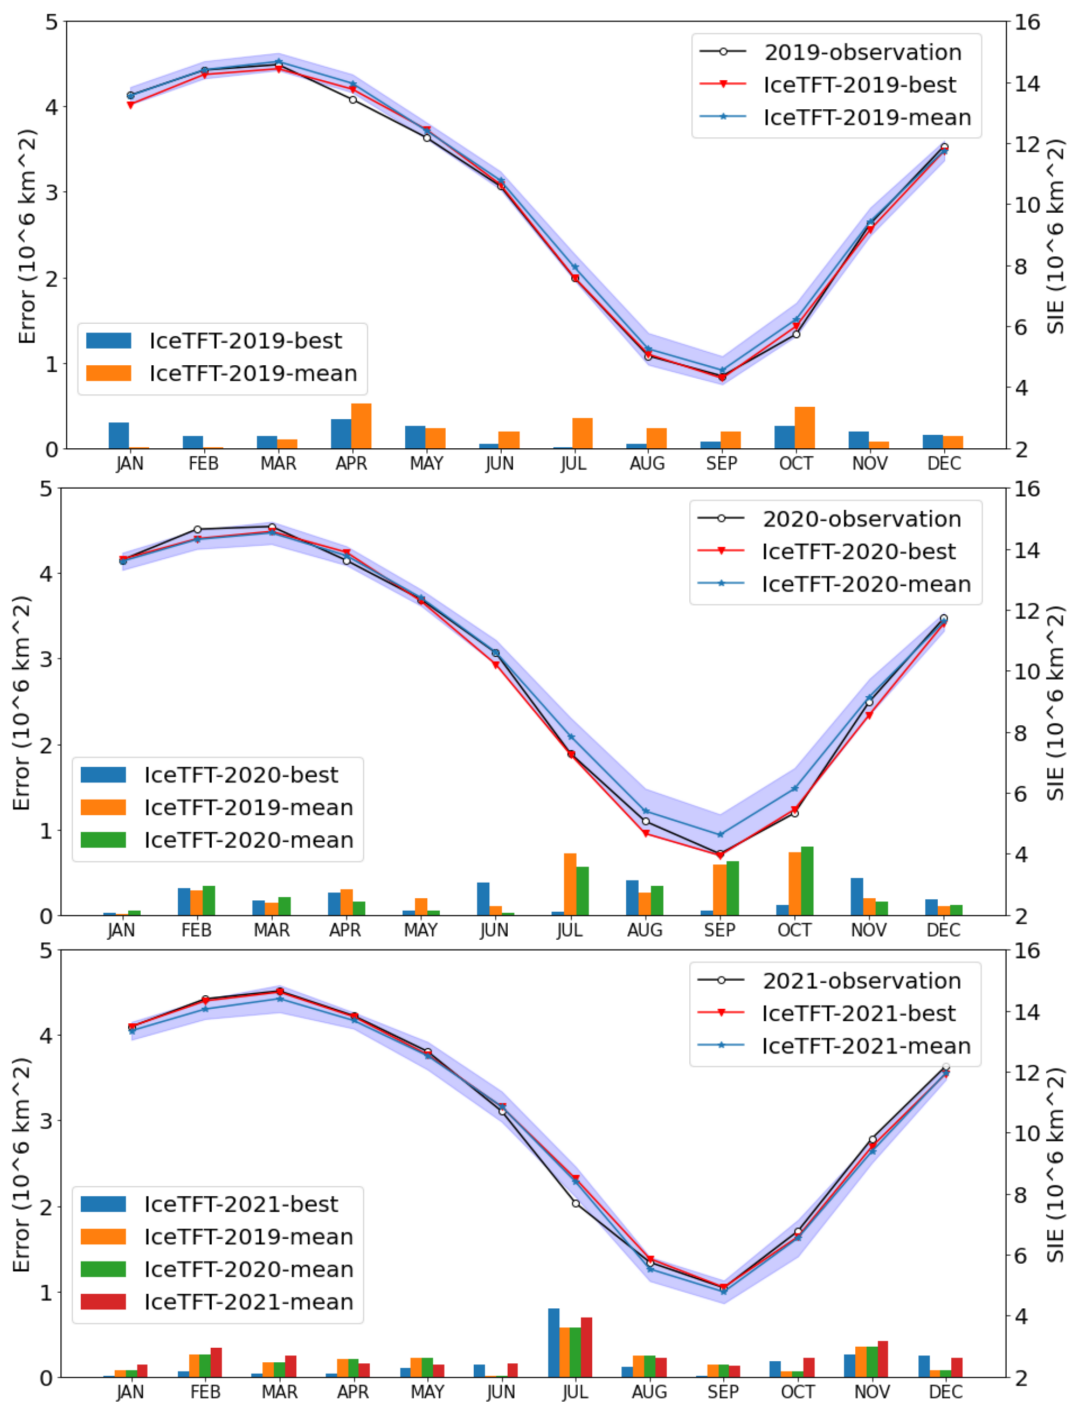 5
4
3
2
1
0
Error (10^6 km^2)
16
14
12
10
8
6
4
2
SIE (10^6 km^2)
2019-observation
IceTFT-2019-best
IceTFT-2019-mean
IceTFT-2019-best
IceTFT-2019-mean
JAN FEB MAR APR MAY JUN JUL AUG SEP OCT NOV DEC
5
4
3
2
1
0
Error (10^6 km^2)
16
14
12
10
8
6
4
2
SIE (10^6 km^2)
2020-observation
IceTFT-2020-best
IceTFT-2020-mean
IceTFT-2020-best
IceTFT-2019-mean
IceTFT-2020-mean
JAN FEB MAR APR MAY JUN JUL AUG SEP OCT NOV DEC
5
4
3
2
1
0
Error (10^6 km^2)
16
14
12
10
8
6
4
2
SIE (10^6 km^2)
2021-observation
IceTFT-2021-best
IceTFT-2021-mean
IceTFT-2021-best
IceTFT-2019-mean
IceTFT-2020-mean
IceTFT-2021-mean
JAN FEB MAR APR MAY JUN JUL AUG SEP OCT NOV DEC